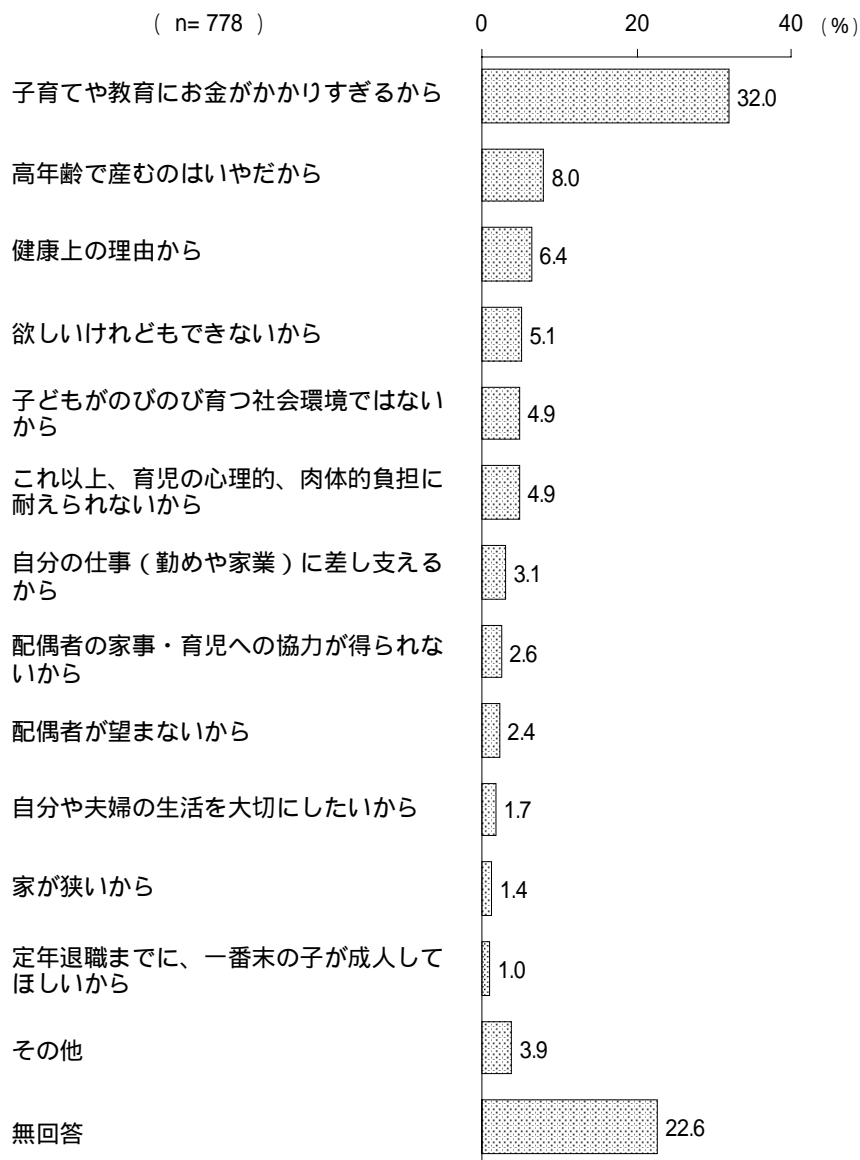 ( n= 778 )
0 20 40 (%)
子育てや教育にお金がかかりすぎるから
32.0
高年齢で産むのはいやだから
8.0
健康上の理由から
6.4
欲しいけれどもできないから
5.1
子どもがのびのび育つ社会環境ではない
から
4.9
これ以上、育児の心理的、肉体的負担に
耐えられないから
4.9
自分の仕事(勤めや家業)に差し支える
から
3.1
配偶者の家事・育児への協力が得られな
いから
2.6
配偶者が望まないから
2.4
自分や夫婦の生活を大切にしたいから
1.7
家が狭いから
1.4
定年退職までに、一番末の子が成人して
ほしいから
1.0
その他
3.9
無回答
22.6